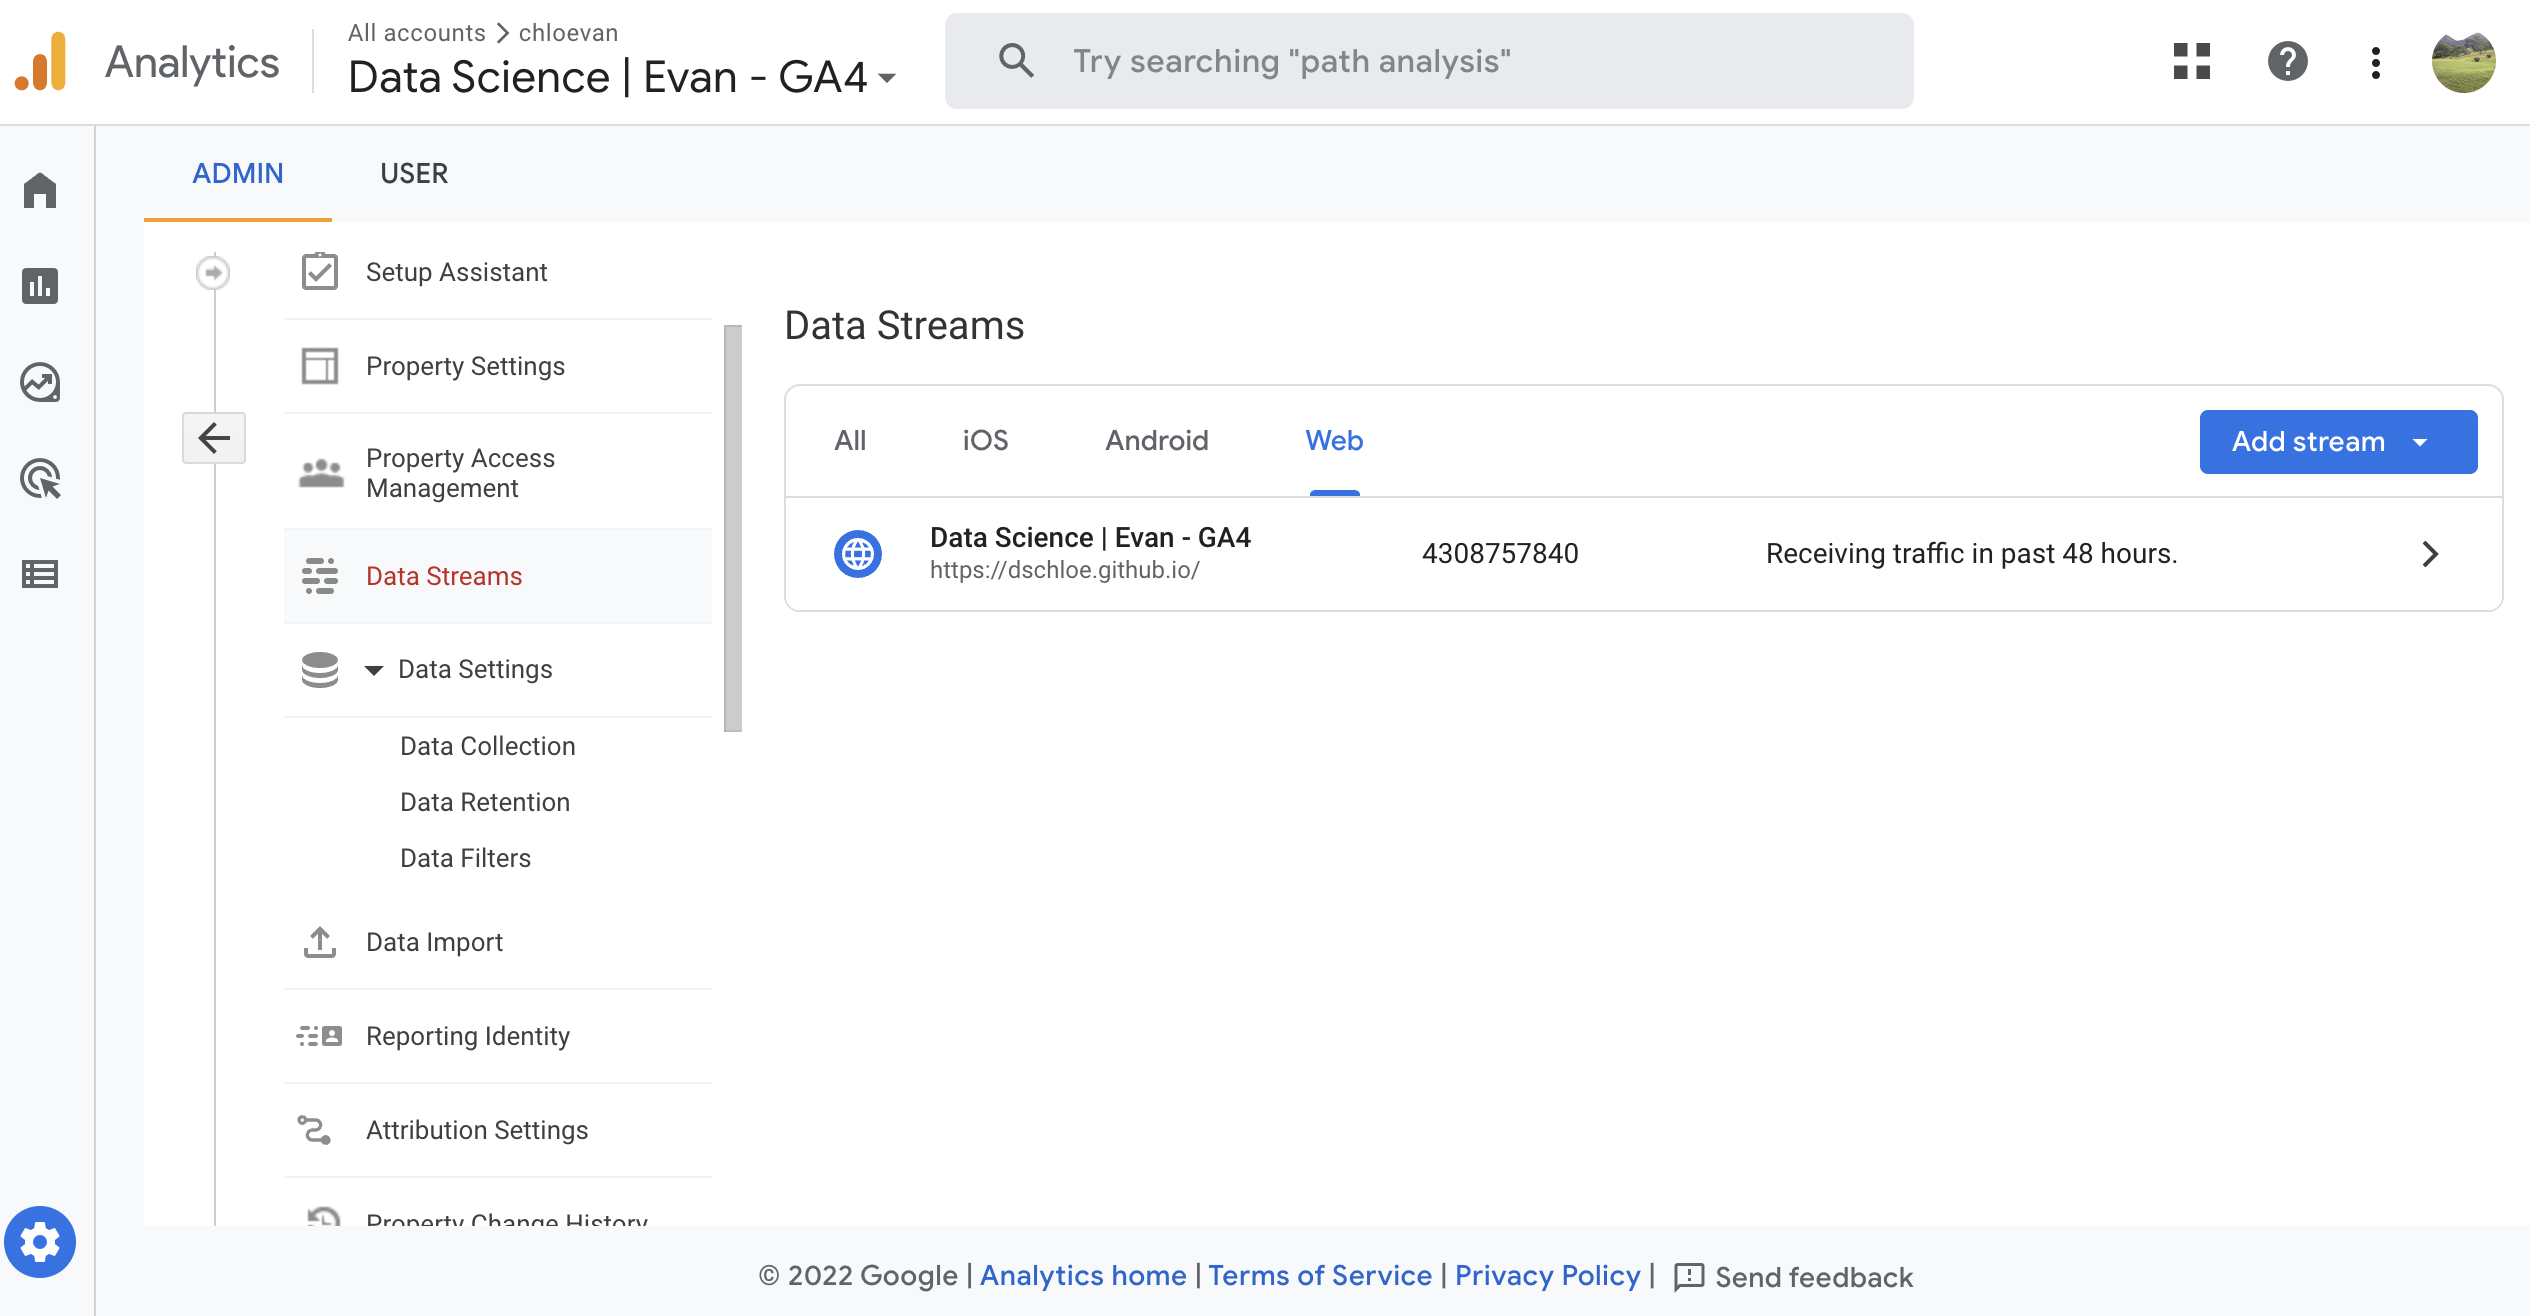 Analytics
All accounts > chloevan
Data Science | Evan - GA4
Try searching "path analysis"
ADMIN
USER
Setup Assistant
Property Settings
Property Access
Management
Data Streams
Data Settings
Data Collection
Data Retention
Data Filters
Data Import
Reporting Identity
Attribution Settings
Property Change History
Data Streams
All
iOS
Android
Web
Add stream
Data Science | Evan - GA4
https://dschloe.github.io/
4308757840
Receiving traffic in past 48 hours.
© 2022 Google | Analytics home | Terms of Service | Privacy Policy | Send feedback